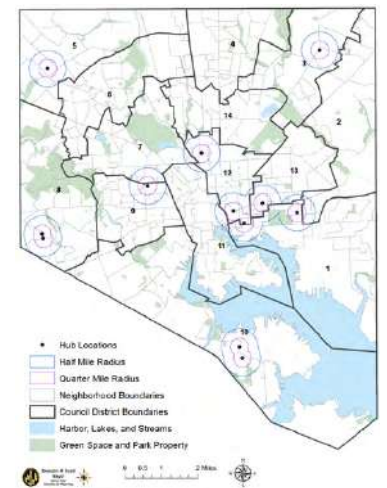 5
4
3
6
14
2
7
8
12
13
9
11
1
10
Hub Locations
Half Mile Radius
Quarter Mile Radius
Neighborhood Boundaries
Council District Boundaries
Harbor, Lakes, and Streams
Green Space and Park Property
0 0.5 1 2 Miles